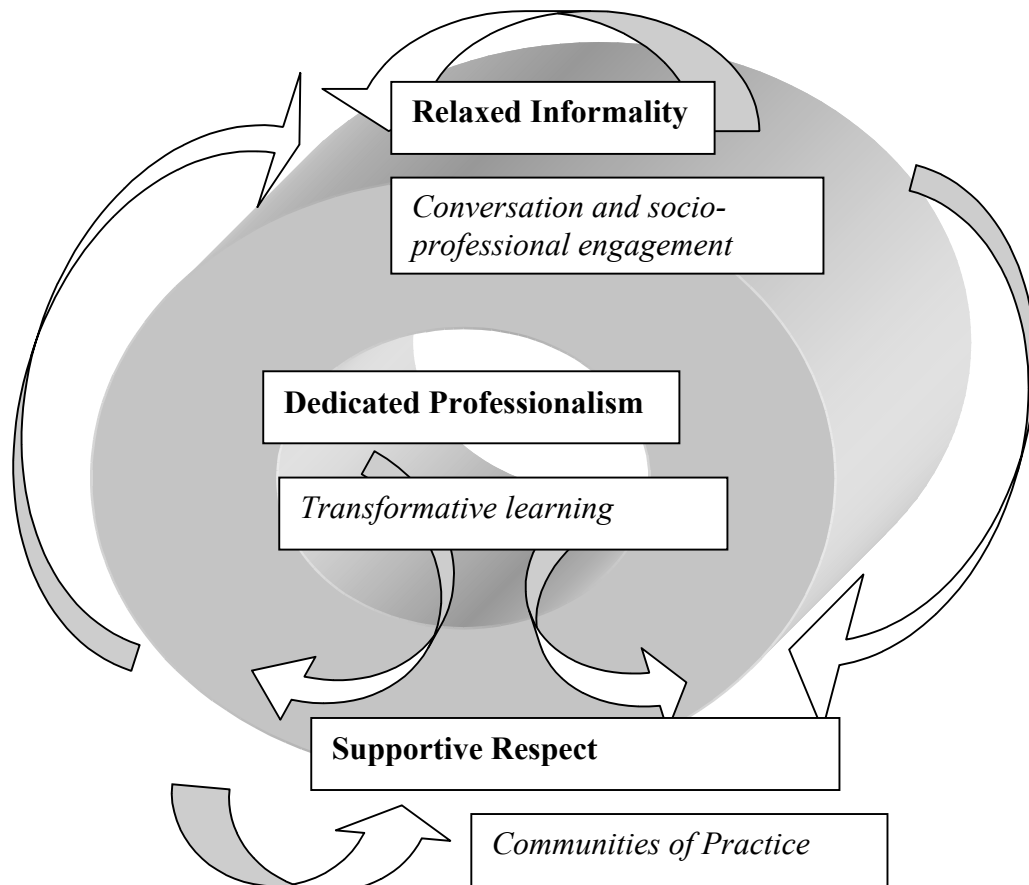 Relaxed Informality
Conversation and socio-
professional engagement
Dedicated Professionalism
Transformative learning
Supportive Respect
Communities of Practice